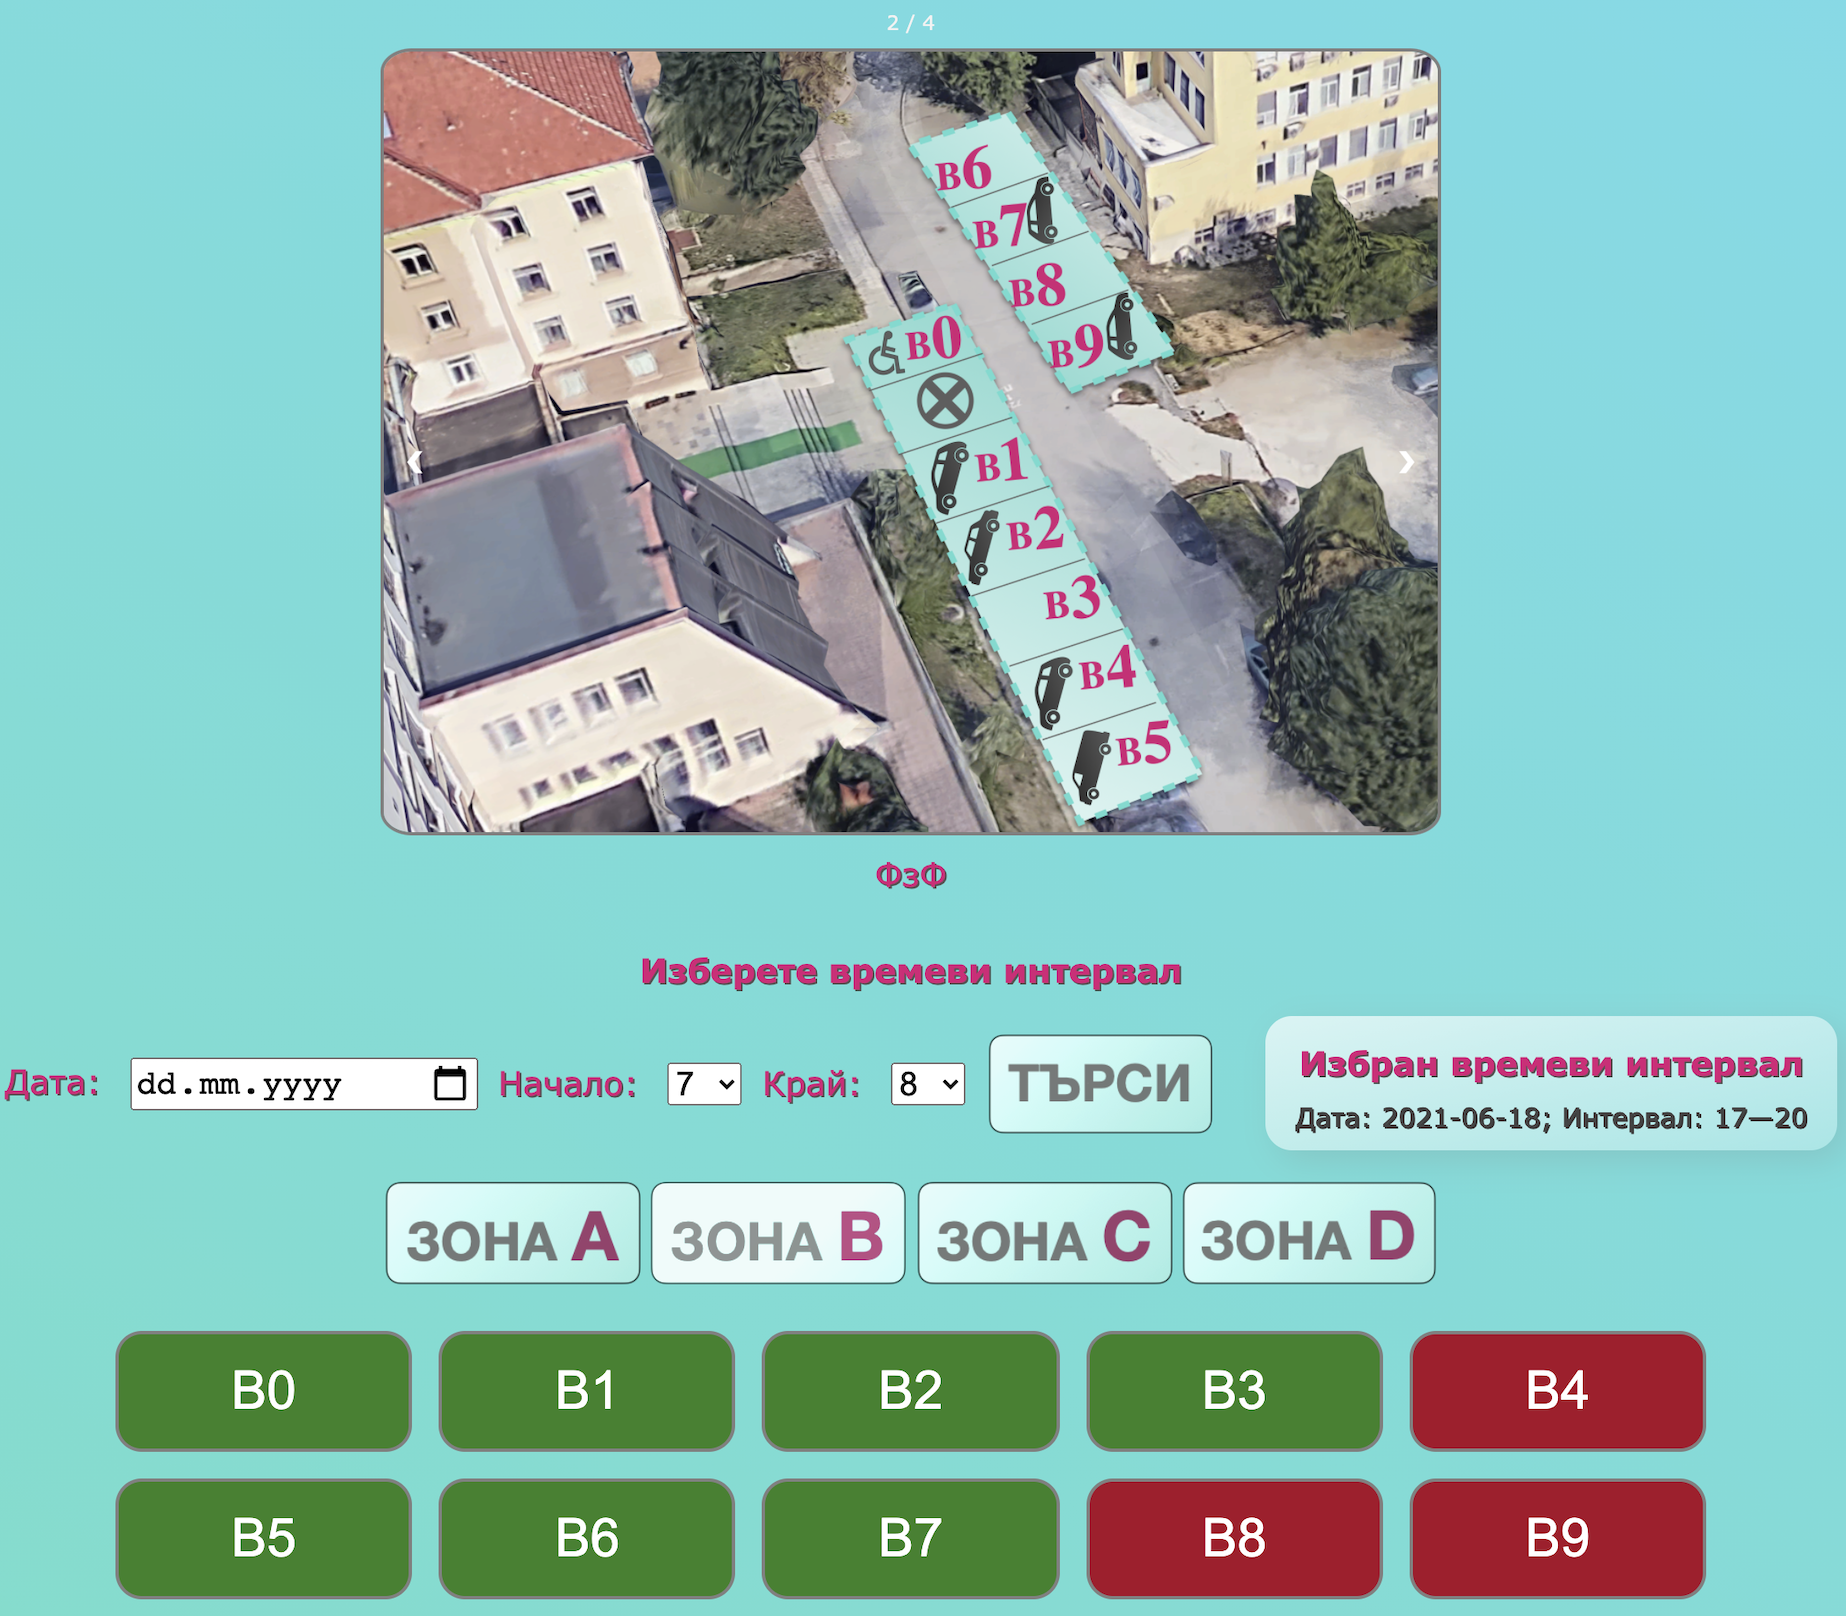 2 / 4
B6
B7
B8
B9
B0
B1
B2
B3
B4
B5
ФзФ
Изберете времеви интервал
Дата: dd.mm.yyyy Начало: 7 Край: 8 ТЪРСИ
Избран времеви интервал
Дата: 2021-06-18; Интервал: 17—20
ЗОНА A ЗОНА B ЗОНА C ЗОНА D
B0 B1 B2 B3 B4
B5 B6 B7 B8 B9